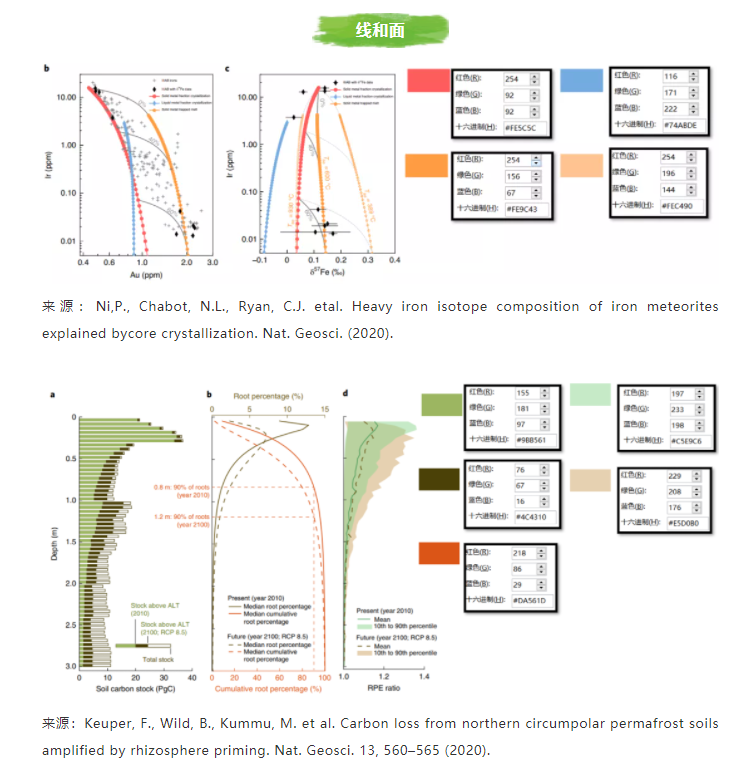 线和面
b
c
10.00
1.00
0.10
0.01
Ir (ppm)
0.4
0.6
1.0
2.0
3.0
Au (ppm)
10.00
1.00
0.10
0.01
Ir (ppm)
–0.1
0
0.1
0.2
0.3
0.4
δ57Fe (‰)
红色(R): 254
绿色(G): 92
蓝色(B): 92
十六进制(H): #FE5C5C
红色(R): 116
绿色(G): 171
蓝色(B): 222
十六进制(H): #74ABDE
红色(R): 254
绿色(G): 156
蓝色(B): 67
十六进制(H): #FE9C43
红色(R): 254
绿色(G): 196
蓝色(B): 144
十六进制(H): #FEC490
来源: Ni,P., Chabot, N.L., Ryan, C.J. etal. Heavy iron isotope composition of iron meteorites
explained bycore crystallization. Nat. Geosci. (2020).
a
0
0.5
1.0
1.5
2.0
2.5
3.0
Depth (m)
Stock above ALT
(2010)
Stock above ALT
(2100; RCP 8.5)
Total stock
0
10
20
30
40
Soil carbon stock (PgC)
b
Root percentage (%)
0
5
10
15
0.8 m: 90% of roots
(year 2010)
1.2 m: 90% of roots
(year 2100)
Present (year 2010)
Median root percentage
Median cumulative
root percentage
Future (year 2100; RCP 8.5)
Median root percentage
Median cumulative
root percentage
0
20
40
60
80
100
Cumulative root percentage (%)
d
Present (year 2010)
Mean
10th to 90th percentile
Future (year 2100; RCP 8.5)
Mean
10th to 90th percentile
1.0
1.2
1.4
RPE ratio
红色(R): 155
绿色(G): 181
蓝色(B): 97
十六进制(H): #9BB561
红色(R): 197
绿色(G): 233
蓝色(B): 198
十六进制(H): #C5E9C6
红色(R): 76
绿色(G): 67
蓝色(B): 16
十六进制(H): #4C4310
红色(R): 229
绿色(G): 208
蓝色(B): 176
十六进制(H): #E5D0B0
红色(R): 218
绿色(G): 86
蓝色(B): 29
十六进制(H): #DA561D
来源: Keuper, F., Wild, B., Kummu, M. et al. Carbon loss from northern circumpolar permafrost soils
amplified by rhizosphere priming. Nat. Geosci. 13, 560–565 (2020).